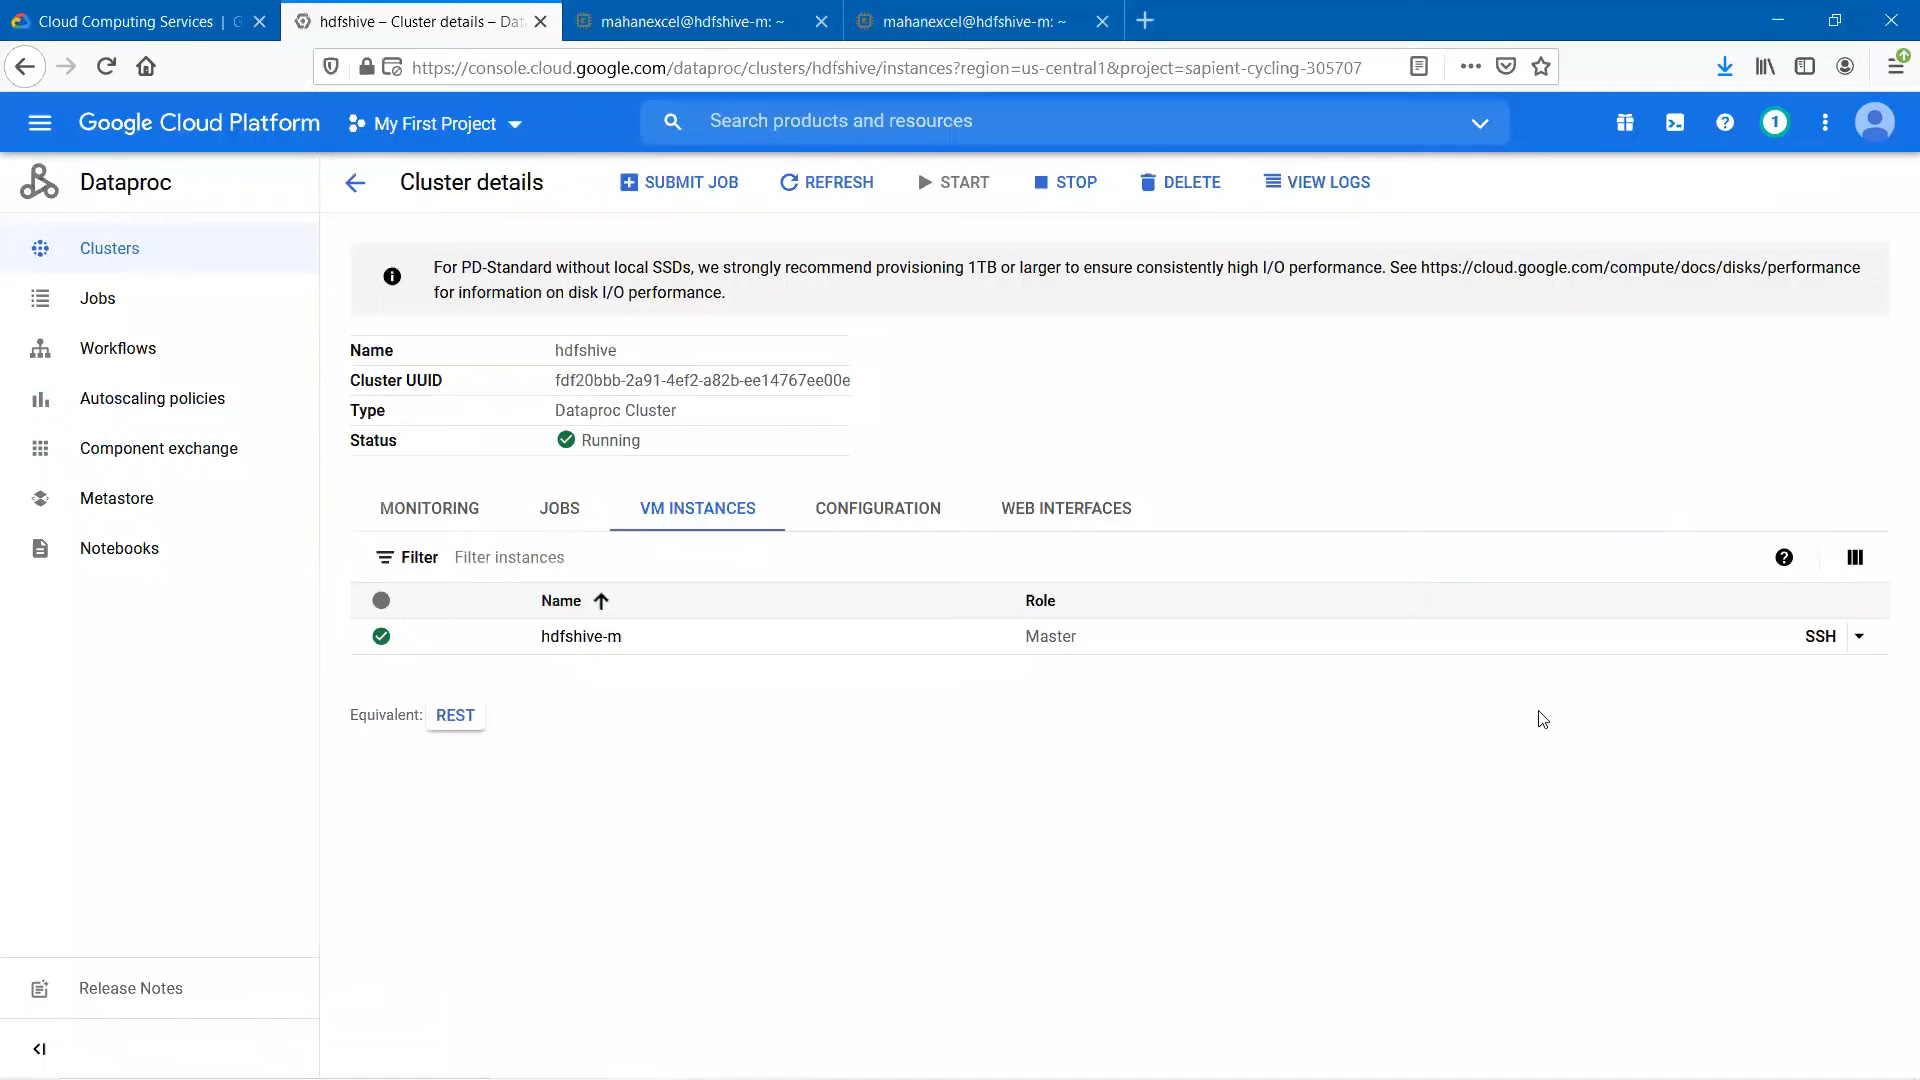 Cloud Computing Services | G
hdfshive – Cluster details – Dat
mahanexcel@hdfshive-m: ~
mahanexcel@hdfshive-m: ~
https://console.cloud.google.com/dataproc/clusters/hdfshive/instances?region=us-central1&project=sapient-cycling-305707
Google Cloud Platform
My First Project
Search products and resources
1
Dataproc
Cluster details
SUBMIT JOB
REFRESH
START
STOP
DELETE
VIEW LOGS
Clusters
Jobs
Workflows
Autoscaling policies
Component exchange
Metastore
Notebooks
Release Notes
For PD-Standard without local SSDs, we strongly recommend provisioning 1TB or larger to ensure consistently high I/O performance. See https://cloud.google.com/compute/docs/disks/performance
for information on disk I/O performance.
Name hdfshive
Cluster UUID fdf20bbb-2a91-4ef2-a82b-ee14767ee00e
Type Dataproc Cluster
Status Running
MONITORING
JOBS
VM INSTANCES
CONFIGURATION
WEB INTERFACES
Filter Filter instances
Name Role
hdfshive-m Master SSH
Equivalent: REST